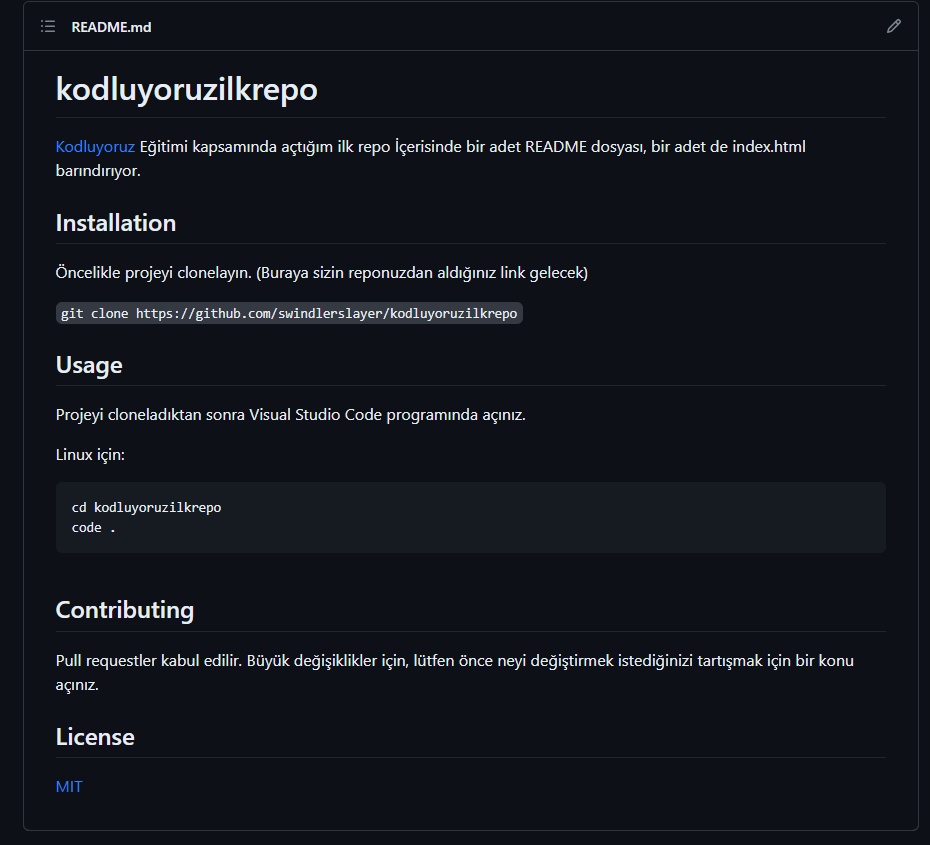 README.md
kodluyoruzilkrepo
Kodluyoruz Eğitimi kapsamında açtığım ilk repo İçerisinde bir adet README dosyası, bir adet de index.html
barındırıyor.
Installation
Öncelikle projeyi clonelayın. (Buraya sizin reponuzdan aldığınız link gelecek)
git clone https://github.com/swindlerslayer/kodluyoruzilkrepo
Usage
Projeyi cloneladıktan sonra Visual Studio Code programında açınız.
Linux için:
cd kodluyoruzilkrepo
code .
Contributing
Pull requestler kabul edilir. Büyük değişiklikler için, lütfen önce neyi değiştirmek istediğinizi tartışmak için bir konu
açınız.
License
MIT